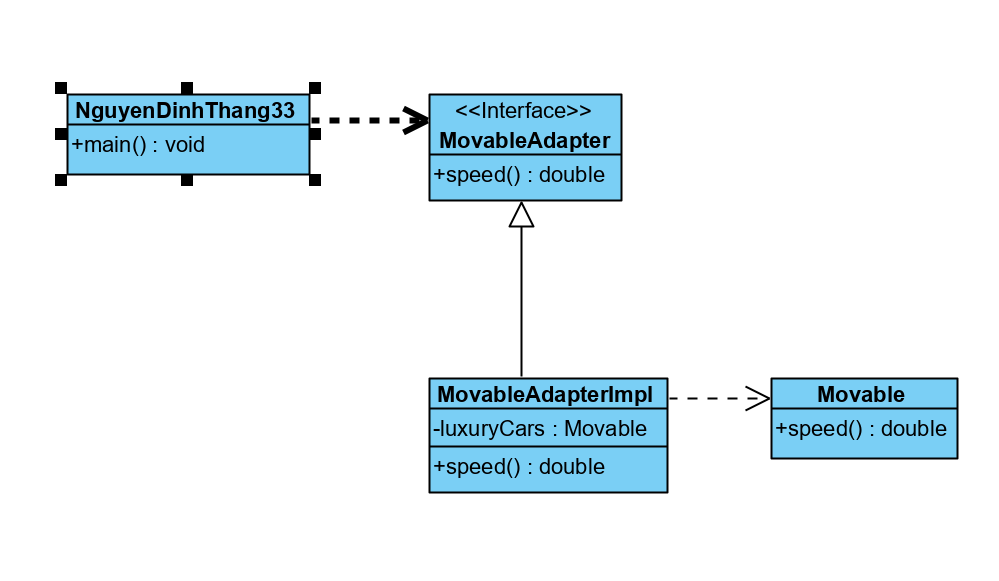 NguyenDinhThang33
+main() : void
<<Interface>>
MovableAdapter
+speed() : double
MovableAdapterImpl
-luxuryCars : Movable
+speed() : double
Movable
+speed() : double